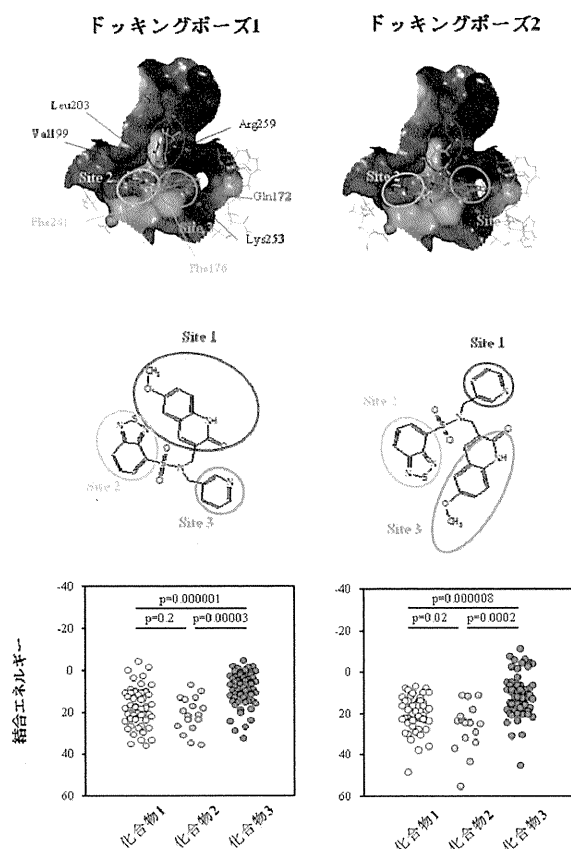 ドッキングポーズ1
ドッキングポーズ2
Leu203
Val199
Arg259
Site 2
Gln172
Phe241
Site 3
Lys253
Phe176
Site 2
Site 1
CH3
O
NH
O
N S N
S
O
O
N
N
Site 2
Site 3
Site 1
N
O
S
N
O
O
Site 2
N S N
NH
O
CH3
Site 3
結合エネルギー
-40
-20
0
20
40
60
p=0.000001
p=0.2
p=0.00003
化合物1
化合物2
化合物3
-40
-20
0
20
40
60
p=0.000008
p=0.02
p=0.0002
化合物1
化合物2
化合物3